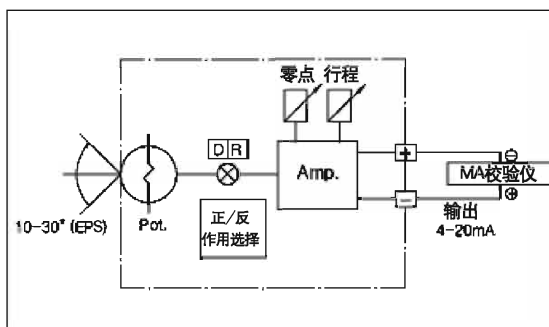 零点 行程
D R
+
⊖
Amp.
MA校验仪
⊕
−
10-30° (EPS)
Pot.
正/反
作用选择
输出
4-20mA